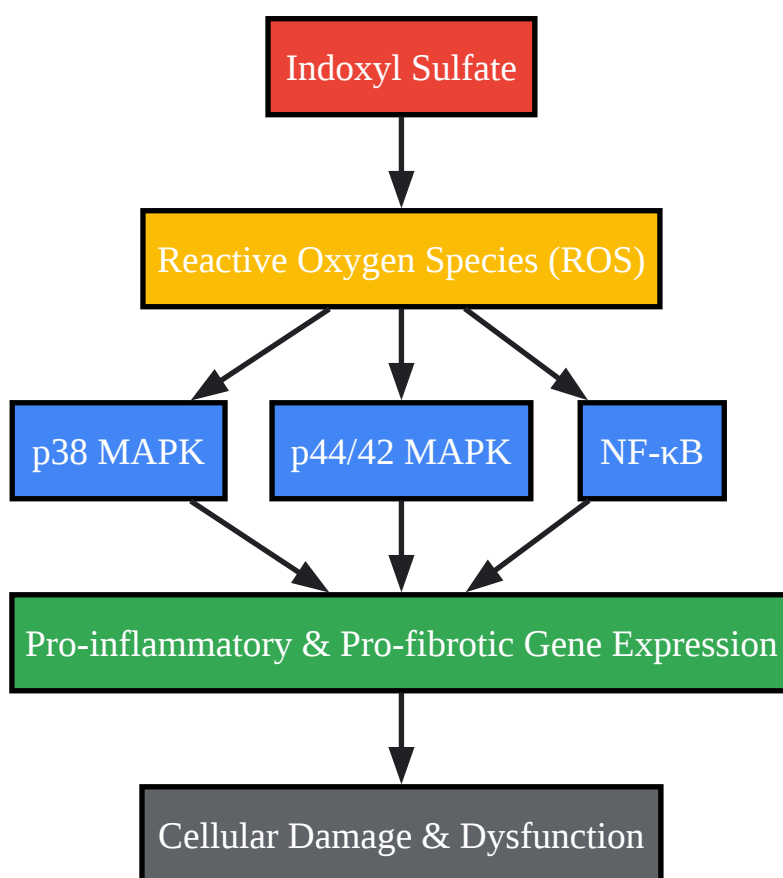 Indoxyl Sulfate
Reactive Oxygen Species (ROS)
p38 MAPK
p44/42 MAPK
NF-κB
Pro-inflammatory & Pro-fibrotic Gene Expression
Cellular Damage & Dysfunction